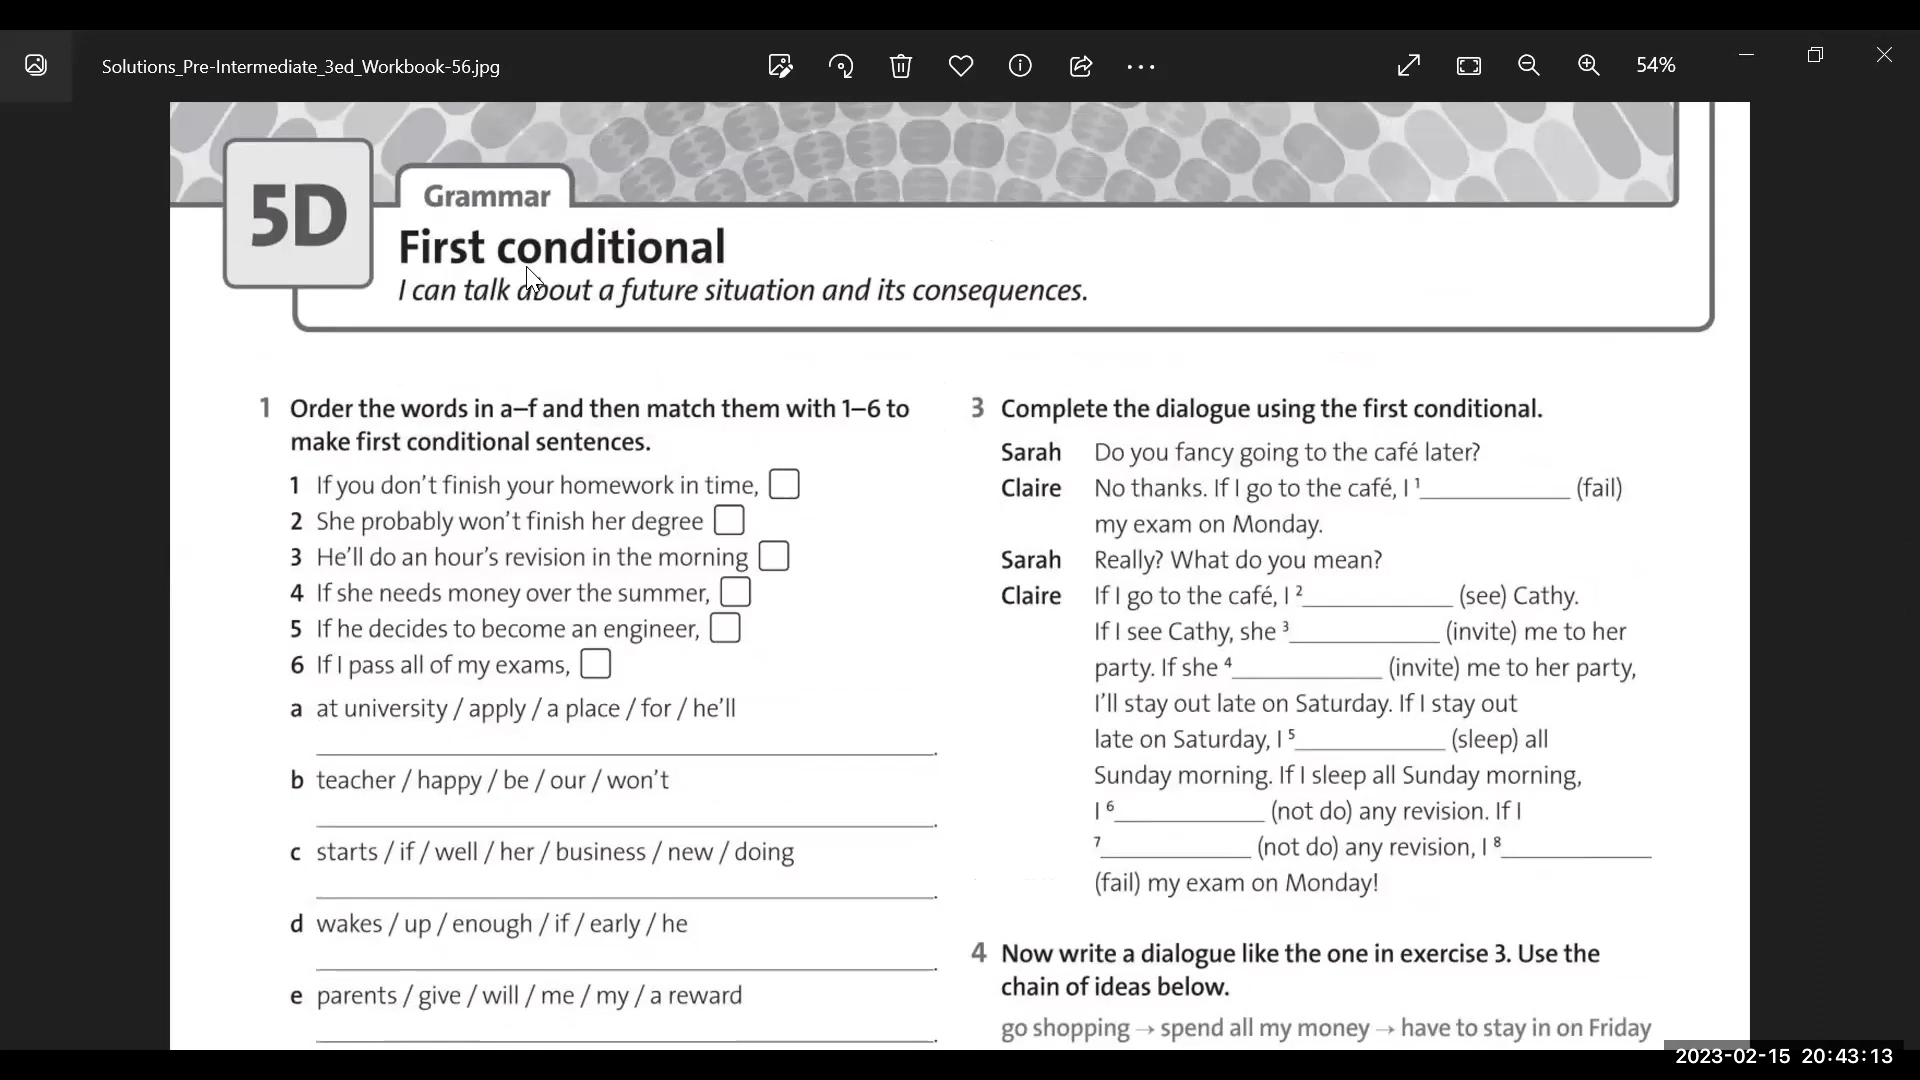 Solutions_Pre-Intermediate_3ed_Workbook-56.jpg
54%
5D
Grammar
First conditional
I can talk about a future situation and its consequences.
1 Order the words in a–f and then match them with 1–6 to
make first conditional sentences.
1 If you don't finish your homework in time,
2 She probably won't finish her degree
3 He'll do an hour's revision in the morning
4 If she needs money over the summer,
5 If he decides to become an engineer,
6 If I pass all of my exams,
a at university / apply / a place / for / he'll
b teacher / happy / be / our / won't
c starts / if / well / her / business / new / doing
d wakes / up / enough / if / early / he
e parents / give / will / me / my / a reward
3 Complete the dialogue using the first conditional.
Sarah Do you fancy going to the café later?
Claire No thanks. If I go to the café, I ¹____________ (fail)
my exam on Monday.
Sarah Really? What do you mean?
Claire If I go to the café, I ²____________ (see) Cathy.
If I see Cathy, she ³____________ (invite) me to her
party. If she ⁴____________ (invite) me to her party,
I'll stay out late on Saturday. If I stay out
late on Saturday, I ⁵____________ (sleep) all
Sunday morning. If I sleep all Sunday morning,
I ⁶____________ (not do) any revision. If I
⁷____________ (not do) any revision, I ⁸____________
(fail) my exam on Monday!
4 Now write a dialogue like the one in exercise 3. Use the
chain of ideas below.
go shopping → spend all my money → have to stay in on Friday
2023-02-15 20:43:13